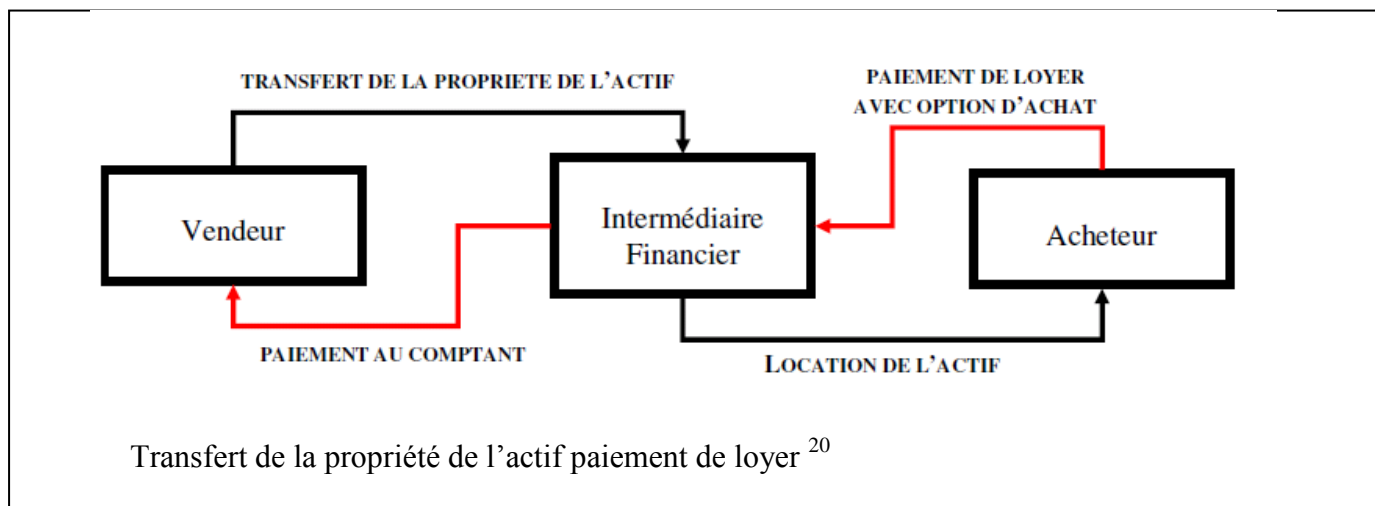 TRANSFERT DE LA PROPRIETE DE L'ACTIF
PAIEMENT DE LOYER
AVEC OPTION D'ACHAT
Vendeur
Intermédiaire
Financier
Acheteur
PAIEMENT AU COMPTANT
LOCATION DE L'ACTIF
Transfert de la propriété de l'actif paiement de loyer 20